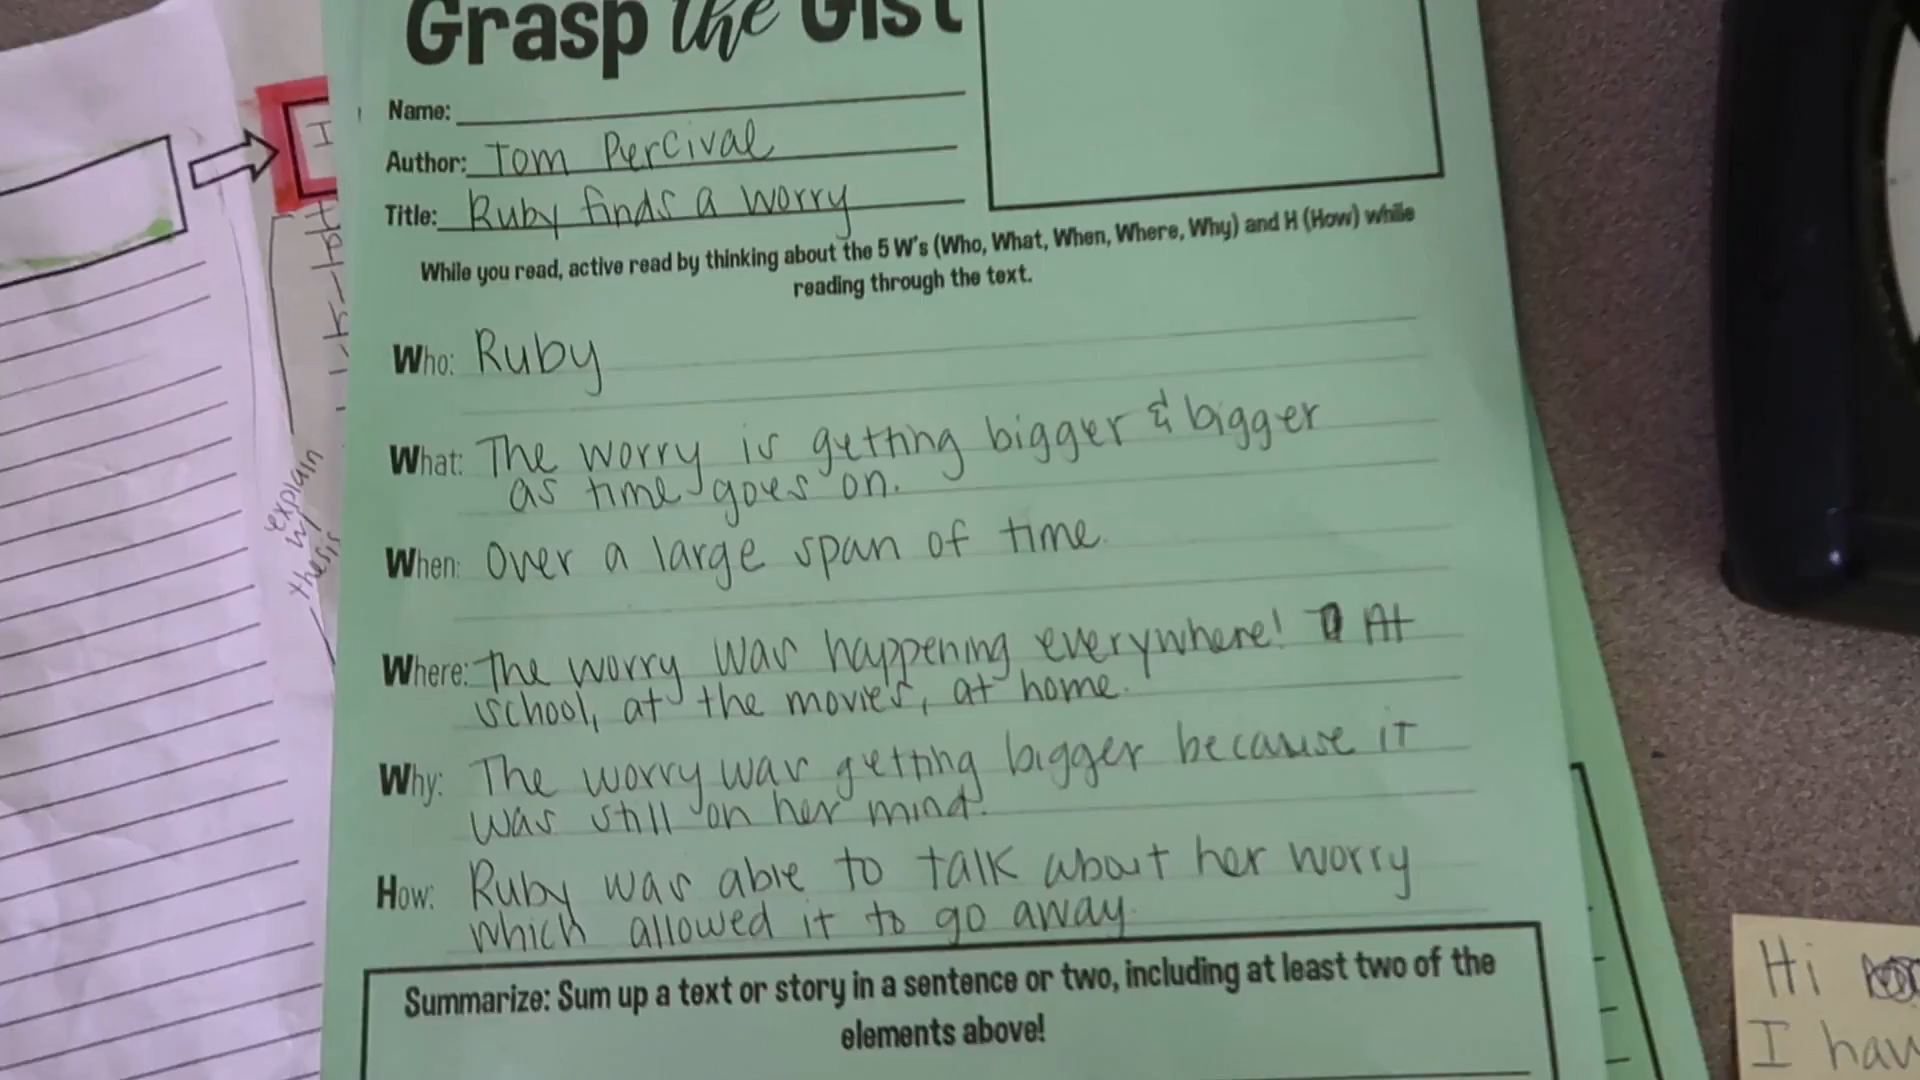 Grasp the Gist
Name:
Author: Tom Percival
Title: Ruby finds a worry
While you read, active read by thinking about the 5 W's (Who, What, When, Where, Why) and H (How) while
reading through the text.
Who: Ruby
What: The worry is getting bigger & bigger
as time goes on.
When: Over a large span of time.
Where: The worry was happening everywhere! At
school, at the movies, at home.
Why: The worry was getting bigger because it
was still on her mind.
How: Ruby was able to talk about her worry
which allowed it to go away.
Summarize: Sum up a text or story in a sentence or two, including at least two of the
elements above!
explain
w/
thesis
Hi
I